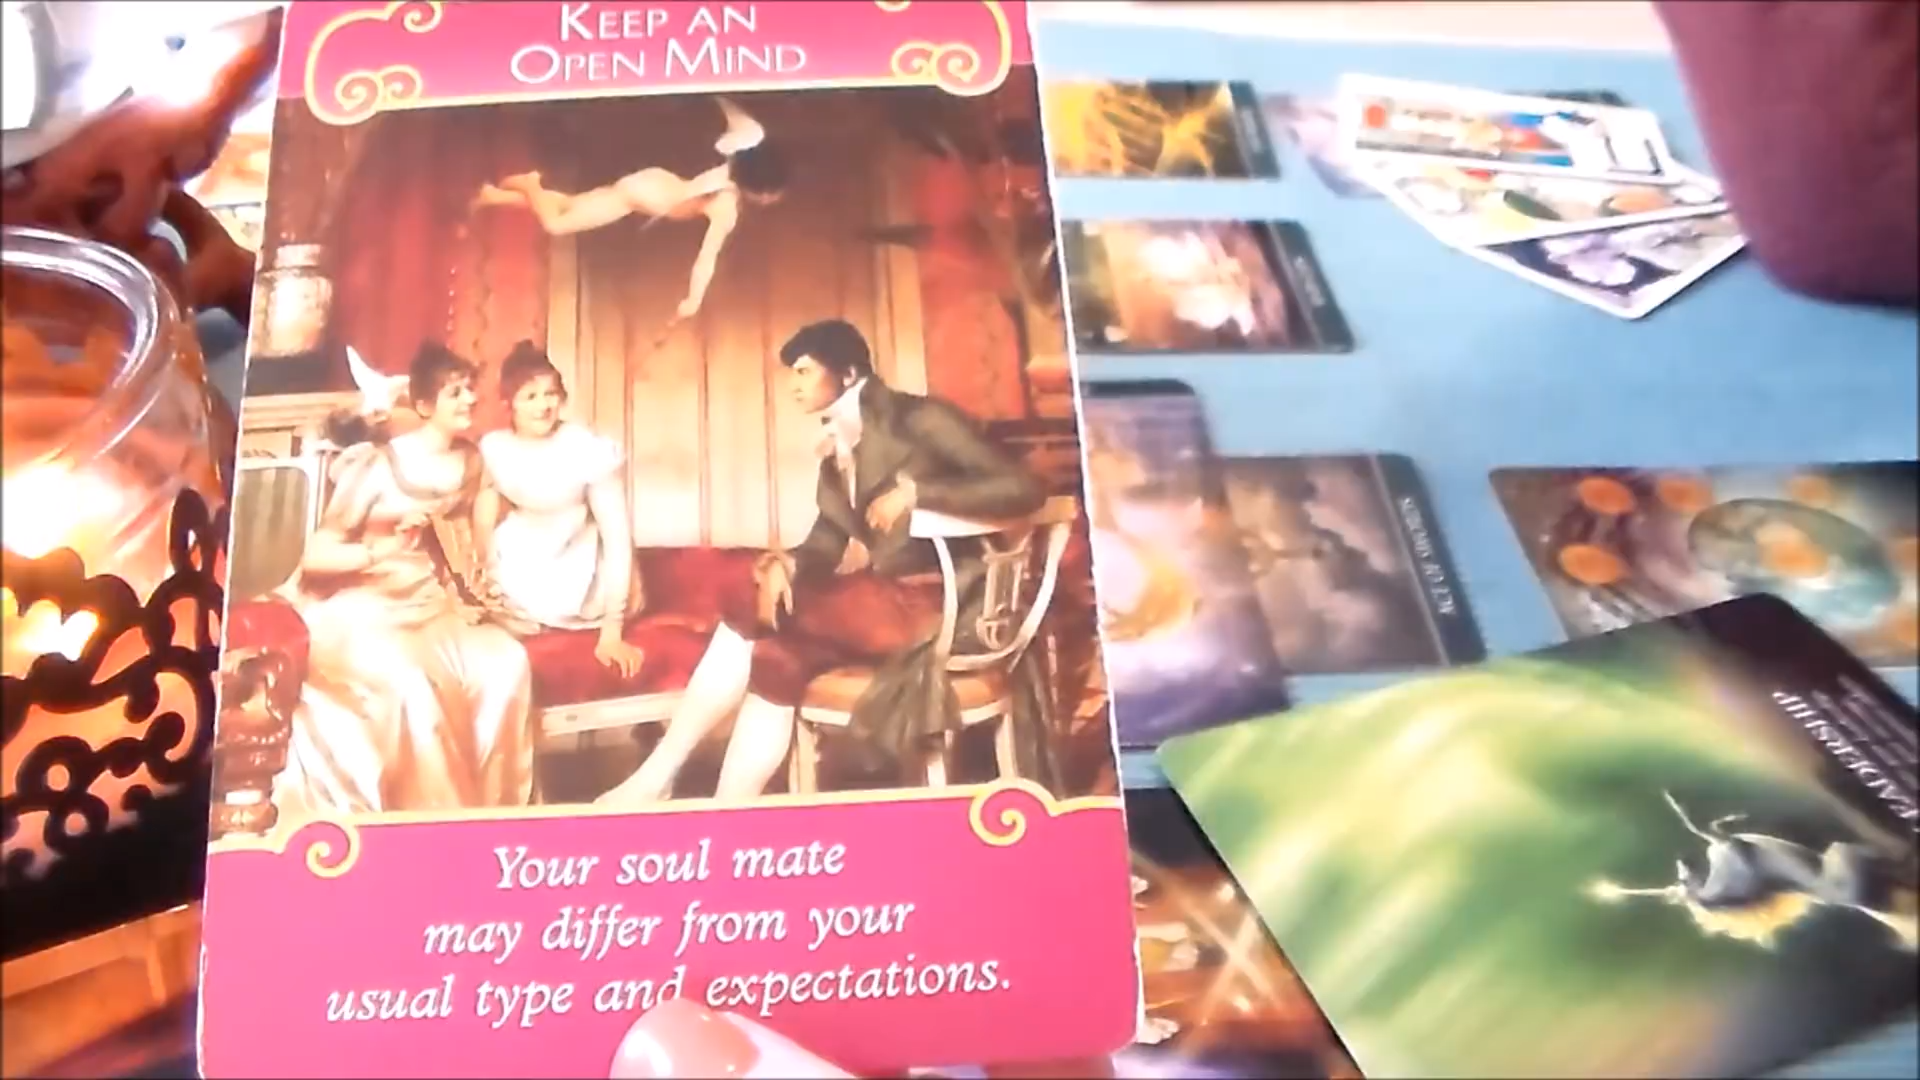 KEEP AN
OPEN MIND
Your soul mate
may differ from your
usual type and expectations.